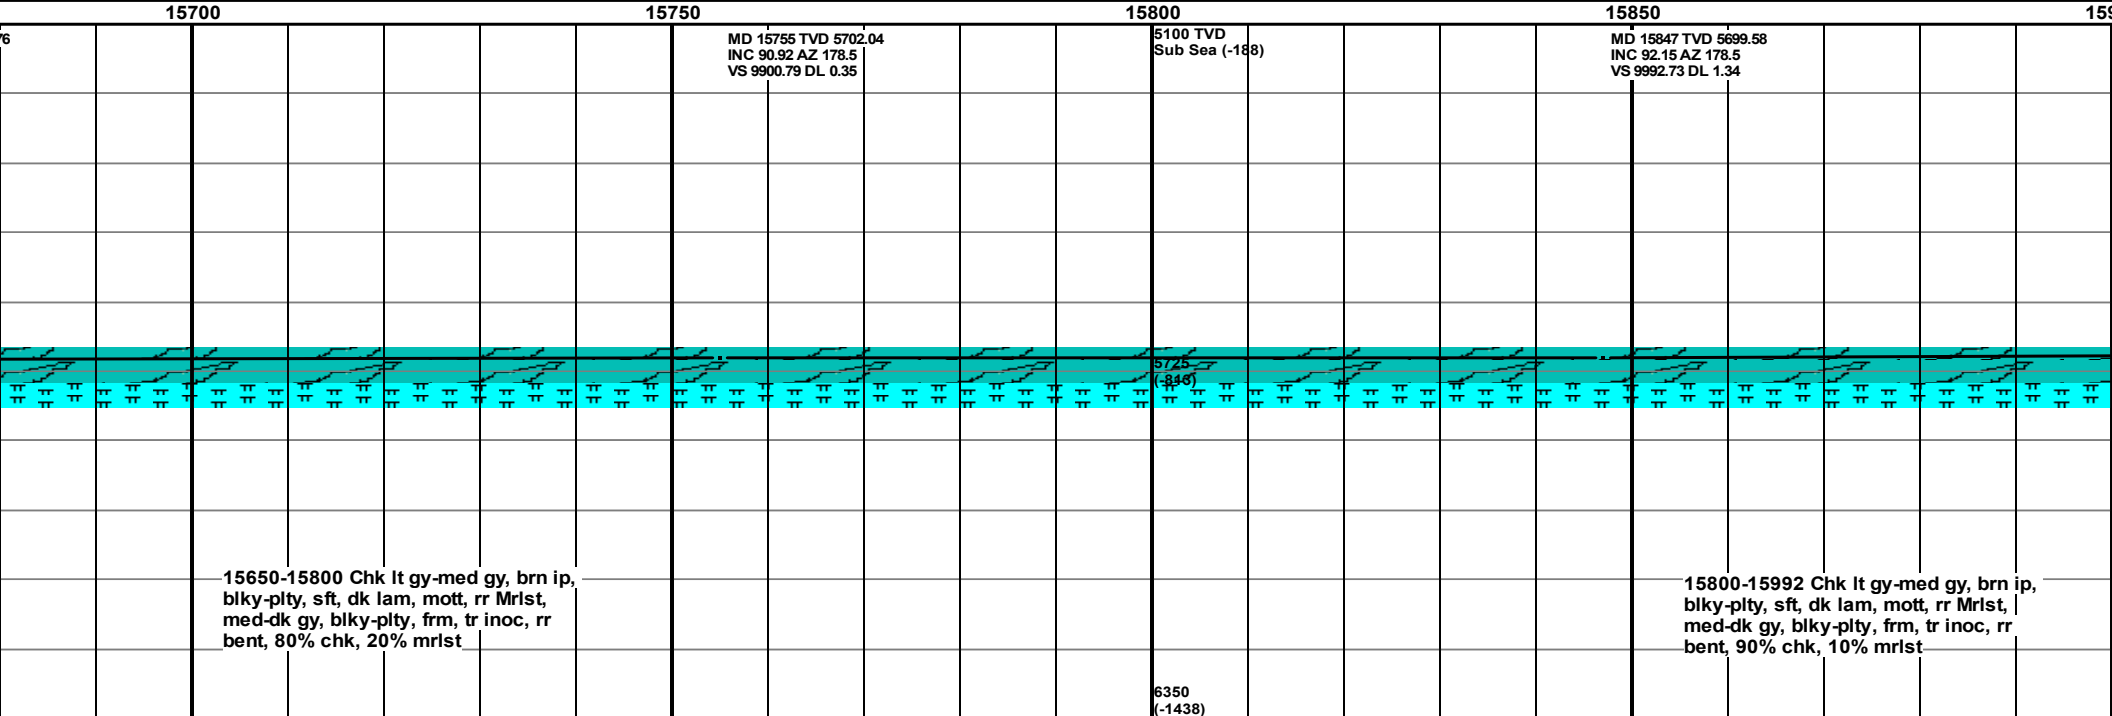 15700
15750
15800
15850
159
76
MD 15755 TVD 5702.04
INC 90.92 AZ 178.5
VS 9900.79 DL 0.35
5100 TVD
Sub Sea (-188)
MD 15847 TVD 5699.58
INC 92.15 AZ 178.5
VS 9992.73 DL 1.34
5725
(-813)
15650-15800 Chk lt gy-med gy, brn ip,
blky-plty, sft, dk lam, mott, rr Mrlst,
med-dk gy, blky-plty, frm, tr inoc, rr
bent, 80% chk, 20% mrlst
15800-15992 Chk lt gy-med gy, brn ip,
blky-plty, sft, dk lam, mott, rr Mrlst,
med-dk gy, blky-plty, frm, tr inoc, rr
bent, 90% chk, 10% mrlst
6350
(-1438)